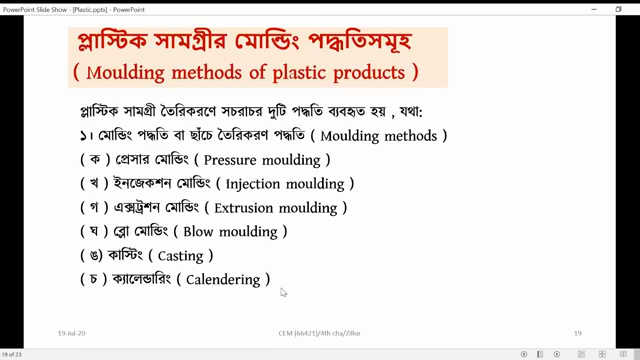 PowerPoint Slide Show - [Plastic.pptx] - PowerPoint
প্লাস্টিক সামগ্রীর মোল্ডিং পদ্ধতিসমূহ
( Moulding methods of plastic products )
প্লাস্টিক সামগ্রী তৈরিকরণে সচরাচর দুটি পদ্ধতি ব্যবহৃত হয় , যথা:
১। মোল্ডিং পদ্ধতি বা ছাঁচে তৈরিকরণ পদ্ধতি ( Moulding methods )
( ক ) প্রেসার মোল্ডিং ( Pressure moulding )
( খ ) ইনজেকশন মোল্ডিং ( Injection moulding )
( গ ) এক্সট্রুশন মোল্ডিং ( Extrusion moulding )
( ঘ ) ব্লো মোল্ডিং ( Blow moulding )
( ঙ) কাস্টিং ( Casting )
( চ ) ক্যালেন্ডারিং ( Calendering )
19-Jul-20 CEM (66421)/4th cha/Zillur 19
19 of 23